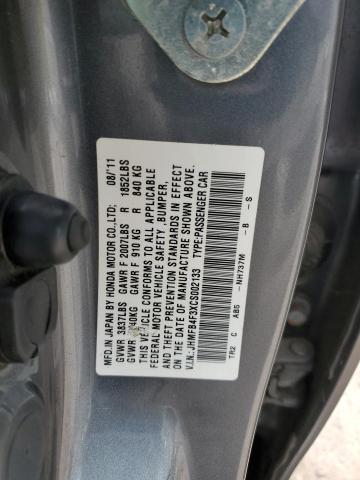 MFD. IN JAPAN BY HONDA MOTOR CO.,LTD; 08/'11
GVWR 3837LBS GAWR F 2007LBS R 1852LBS
GVWR KG GAWR F 910 KG R 840 KG
THIS VEHICLE CONFORMS TO ALL APPLICABLE
FEDERAL MOTOR VEHICLE SAFETY ,BUMPER,
AND THEFT PREVENTION STANDARDS IN EFFECT
ON THE DATE OF MANUFACTURE SHOWN ABOVE.
V.I.N.: JHMFB4F3XCS002133 TYPE:PASSENGER CAR
TR2 C AB5 -NH737M -B -S